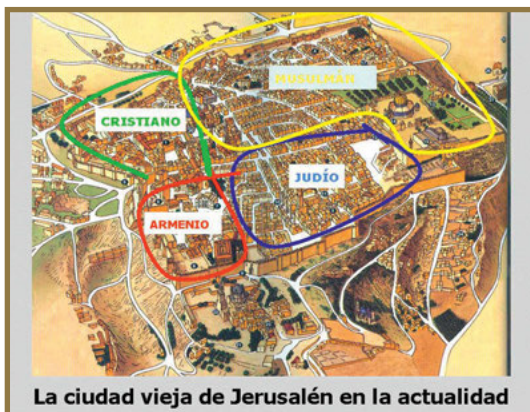 MUSULMÁN
CRISTIANO
JUDÍO
ARMENIO
La ciudad vieja de Jerusalén en la actualidad